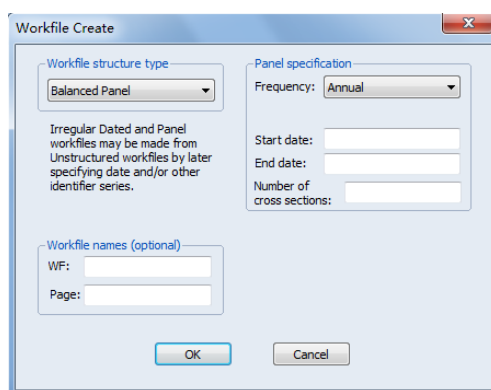 Workfile Create
Workfile structure type
Balanced Panel
Irregular Dated and Panel
workfiles may be made from
Unstructured workfiles by later
specifying date and/or other
identifier series.
Panel specification
Frequency: Annual
Start date:
End date:
Number of
cross sections:
Workfile names (optional)
WF:
Page:
OK
Cancel